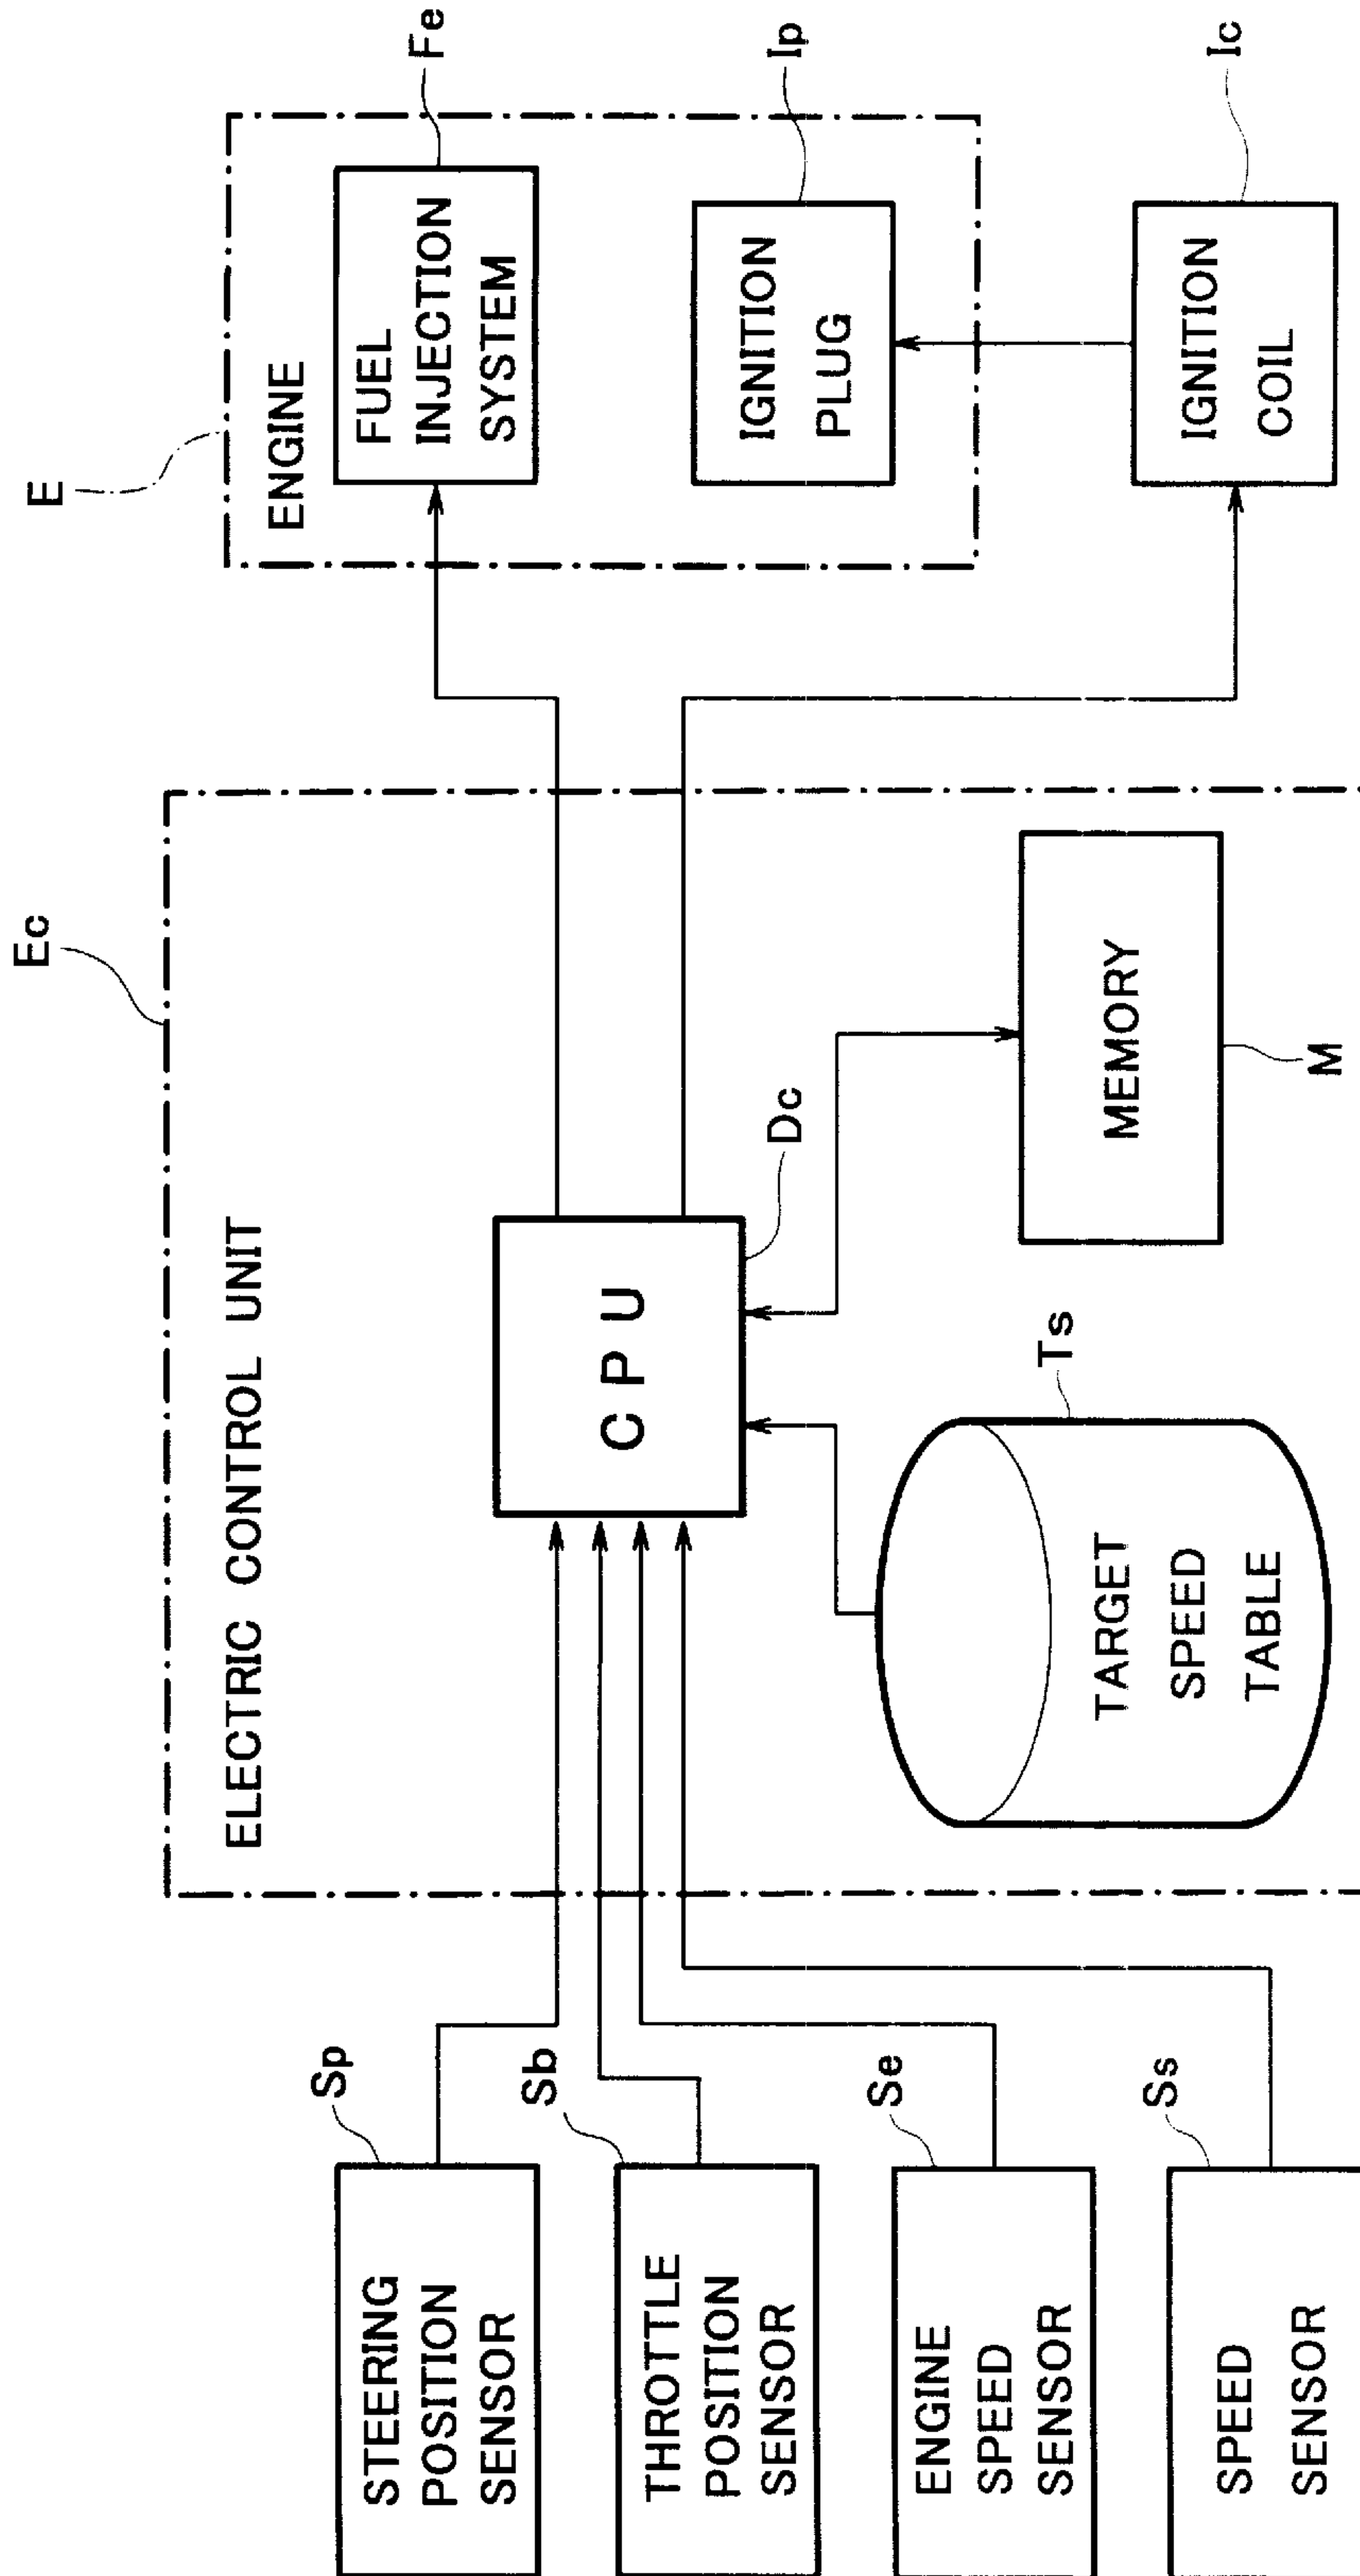 Ec
E
ELECTRIC CONTROL UNIT
ENGINE
Sp
STEERING
POSITION
SENSOR
Sb
THROTTLE
POSITION
SENSOR
Se
ENGINE
SPEED
SENSOR
Ss
SPEED
SENSOR
CPU
Dc
TARGET
SPEED
TABLE
Ts
MEMORY
M
FUEL
INJECTION
SYSTEM
Fe
IGNITION
PLUG
Ip
IGNITION
COIL
Ic